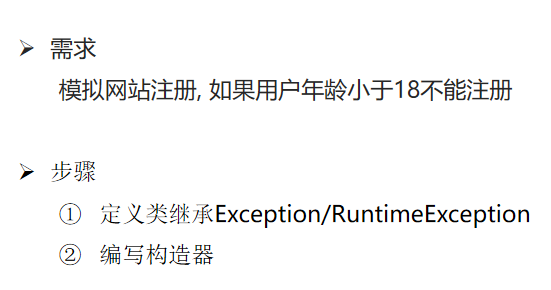 ➢ 需求
模拟网站注册, 如果用户年龄小于18不能注册
➢ 步骤
① 定义类继承Exception/RuntimeException
② 编写构造器